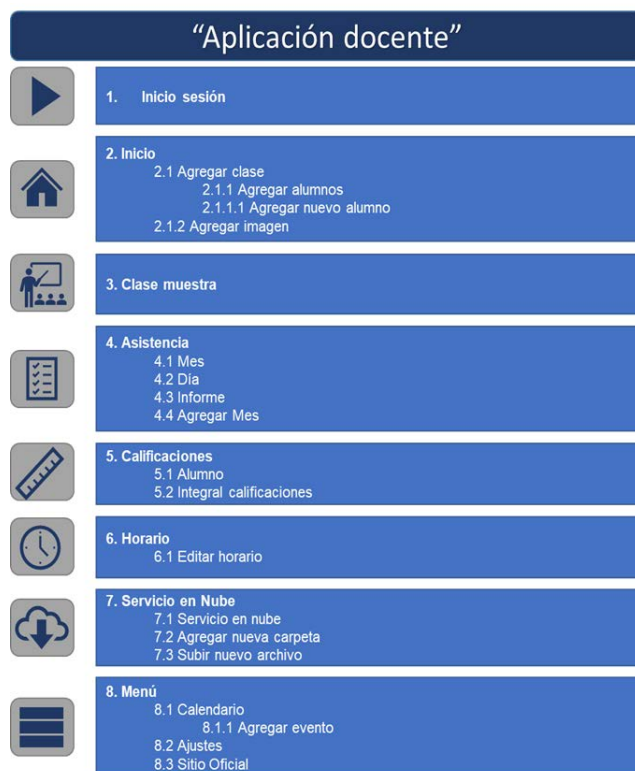 “Aplicación docente”
1. Inicio sesión
2. Inicio
2.1 Agregar clase
2.1.1 Agregar alumnos
2.1.1.1 Agregar nuevo alumno
2.1.2 Agregar imagen
3. Clase muestra
4. Asistencia
4.1 Mes
4.2 Día
4.3 Informe
4.4 Agregar Mes
5. Calificaciones
5.1 Alumno
5.2 Integral calificaciones
6. Horario
6.1 Editar horario
7. Servicio en Nube
7.1 Servicio en nube
7.2 Agregar nueva carpeta
7.3 Subir nuevo archivo
8. Menú
8.1 Calendario
8.1.1 Agregar evento
8.2 Ajustes
8.3 Sitio Oficial